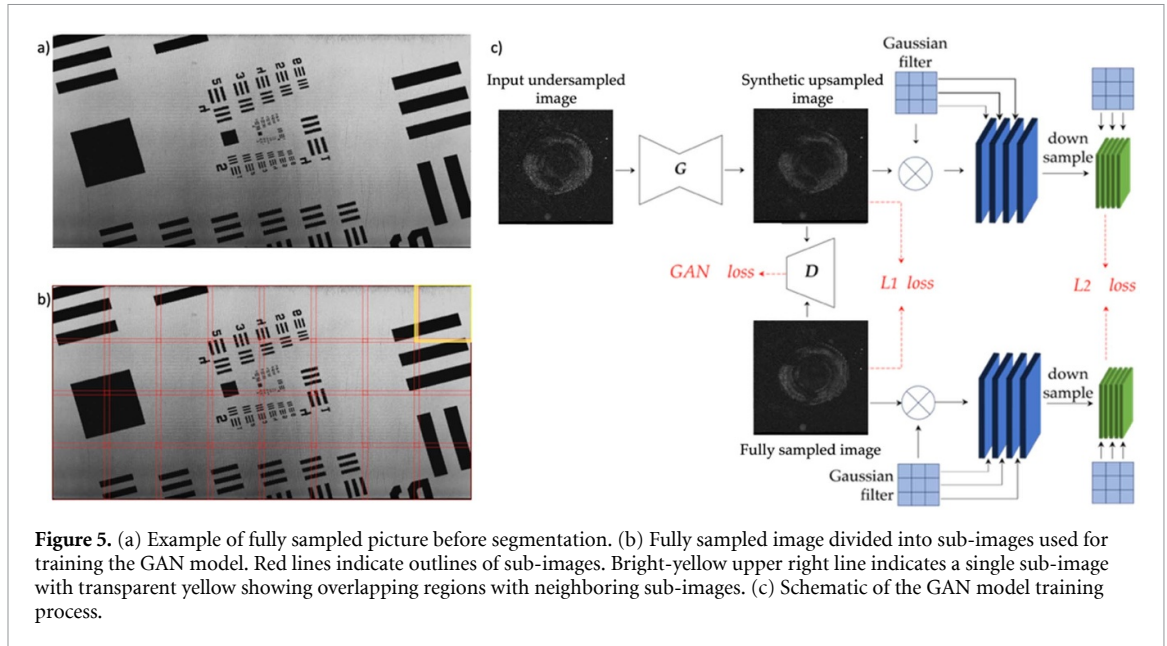 a)
b)
c)
Input undersampled
image
G
Synthetic upsampled
image
Gaussian
filter
down
sample
GAN loss
D
L1 loss
L2 loss
Fully sampled image
Gaussian
filter
down
sample
Figure 5. (a) Example of fully sampled picture before segmentation. (b) Fully sampled image divided into sub-images used for
training the GAN model. Red lines indicate outlines of sub-images. Bright-yellow upper right line indicates a single sub-image
with transparent yellow showing overlapping regions with neighboring sub-images. (c) Schematic of the GAN model training
process.